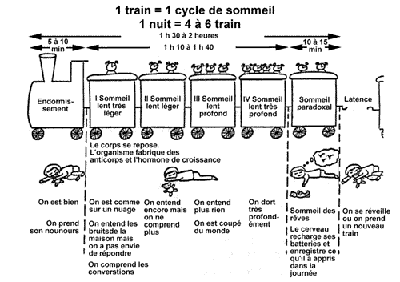 1 train = 1 cycle de sommeil
1 nuit = 4 à 6 train
1 h 30 à 2 heures
5 à 10
min
1 h 10 à 1 h 40
10 à 15
min
Endormis-
sement
I Sommeil
lent très
léger
II Sommeil
lent léger
III Sommeil
lent
profond
IV Sommeil
lent très
profond
Sommeil
paradoxal
Latence
Le corps se repose
L'organisme fabrique des
anticorps et l'hormone de croissance
On est bien
On prend
son nounours
On est comme
sur un nuage
On entend les
bruitsde la
maison mais
on a pas envie
de répondre
On comprend les
converstions
On entend
encore mais
on ne
comprend
plus
On entend
plus rien
On est coupé
du monde
On dort
très
profond-
ément
Sommeil des
rêves
Le cerveau
recharge ses
batteries et
enregistre ce
qu'il a appris
dans la
journée
On se réveille
ou on prend
un nouveau
train